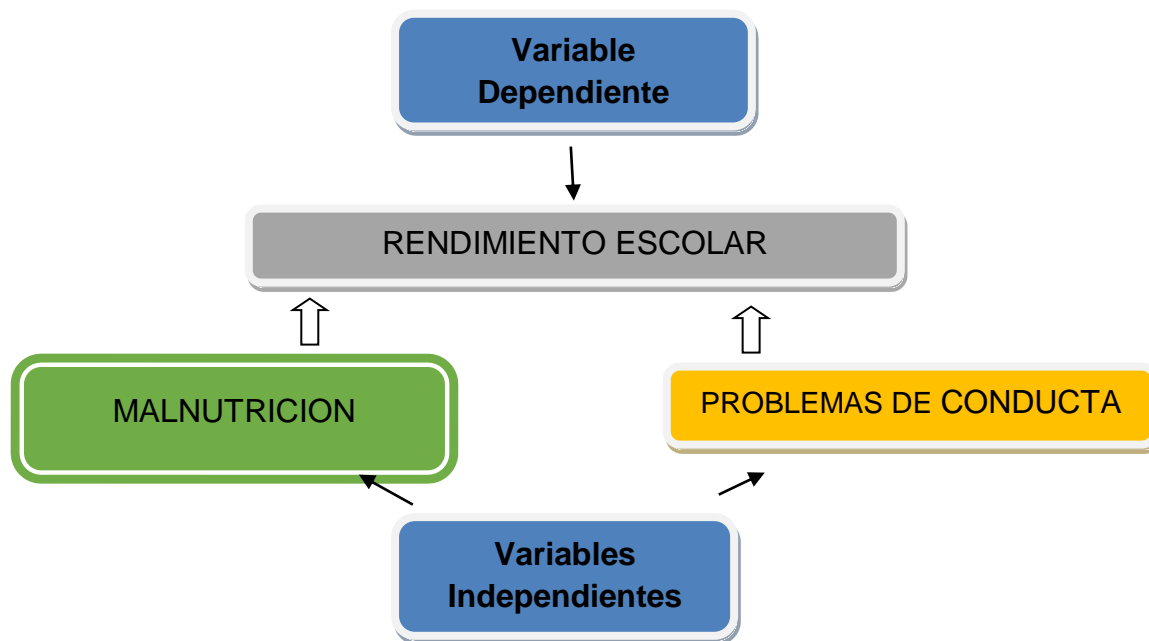 Variable
Dependiente
RENDIMIENTO ESCOLAR
MALNUTRICION
PROBLEMAS DE CONDUCTA
Variables
Independientes